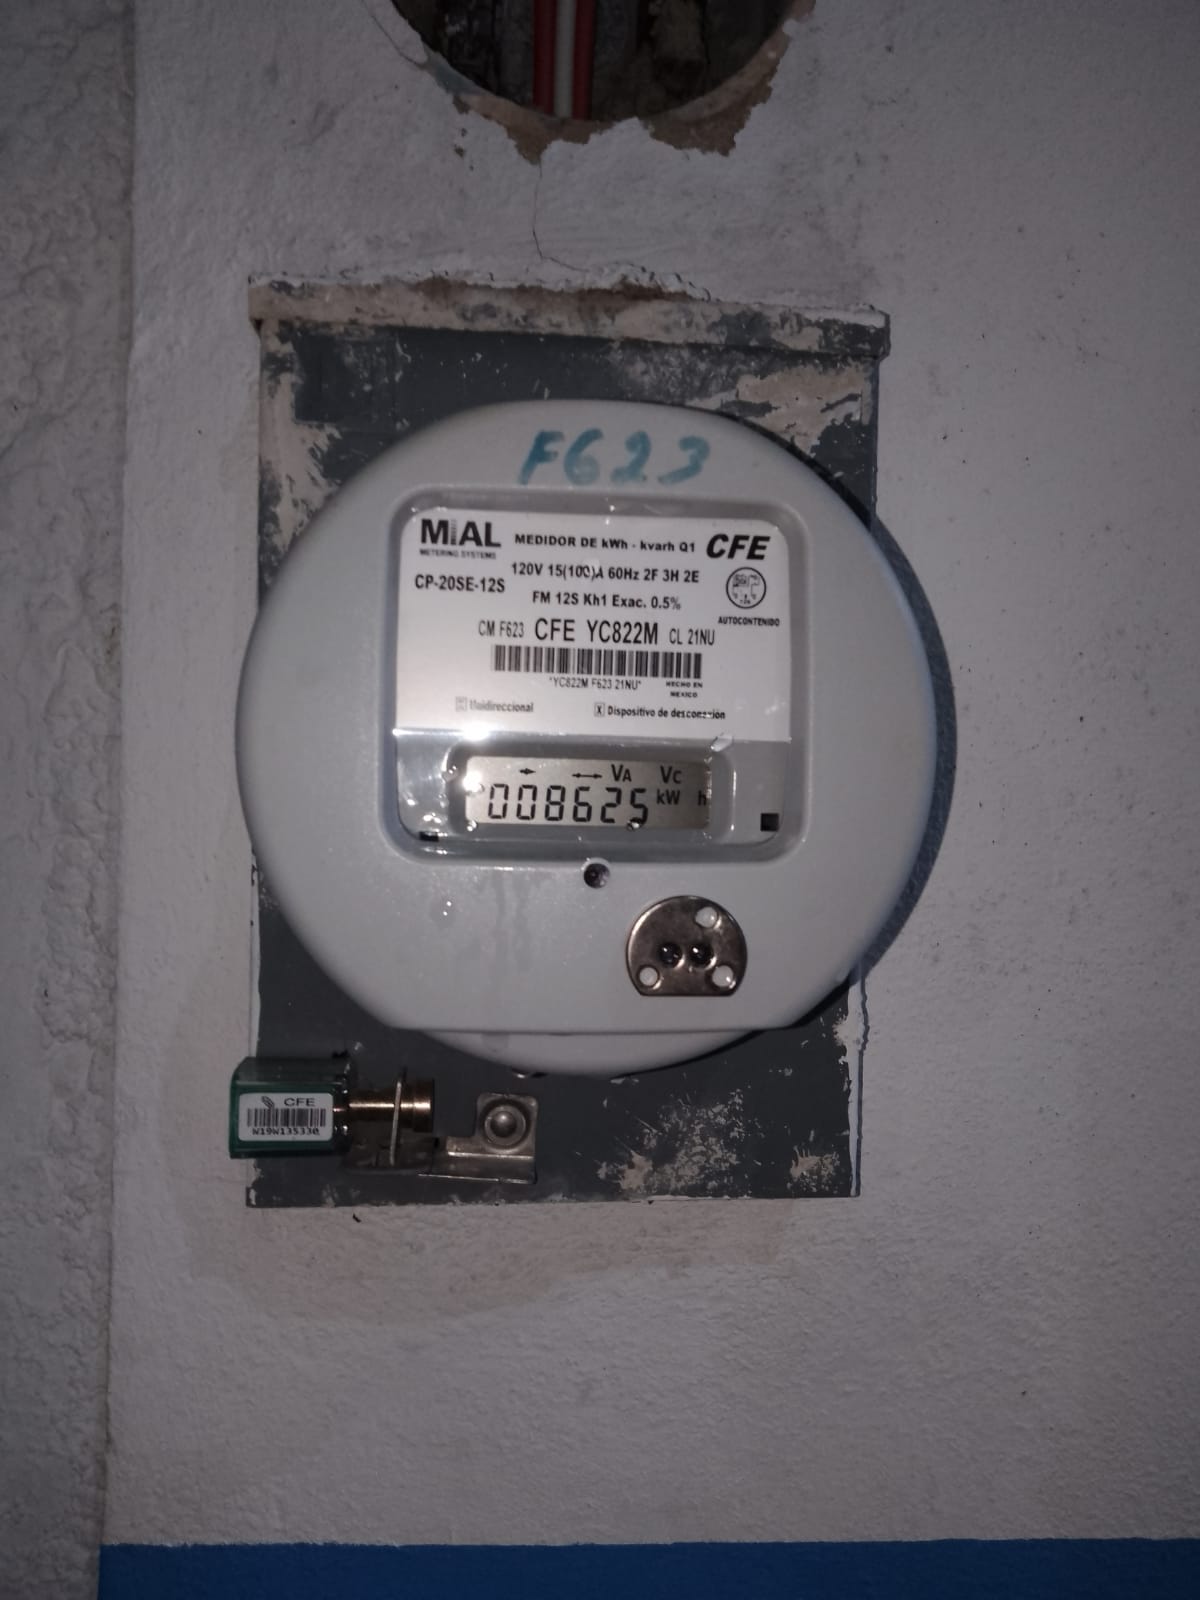 F623
MIAL
METERING SYSTEMS
MEDIDOR DE kWh - kvarh Q1
CFE
120V 15(100)A 60Hz 2F 3H 2E
CP-20SE-12S
FM 12S Kh1 Exac. 0.5%
AUTOCONTENIDO
CM F623 CFE YC822M CL 21NU
"YC822M F623 21NU"
HECHO EN
MEXICO
Unidireccional
X Dispositivo de desconexión
VA VC
008625 kW h
CFE
W19W135330